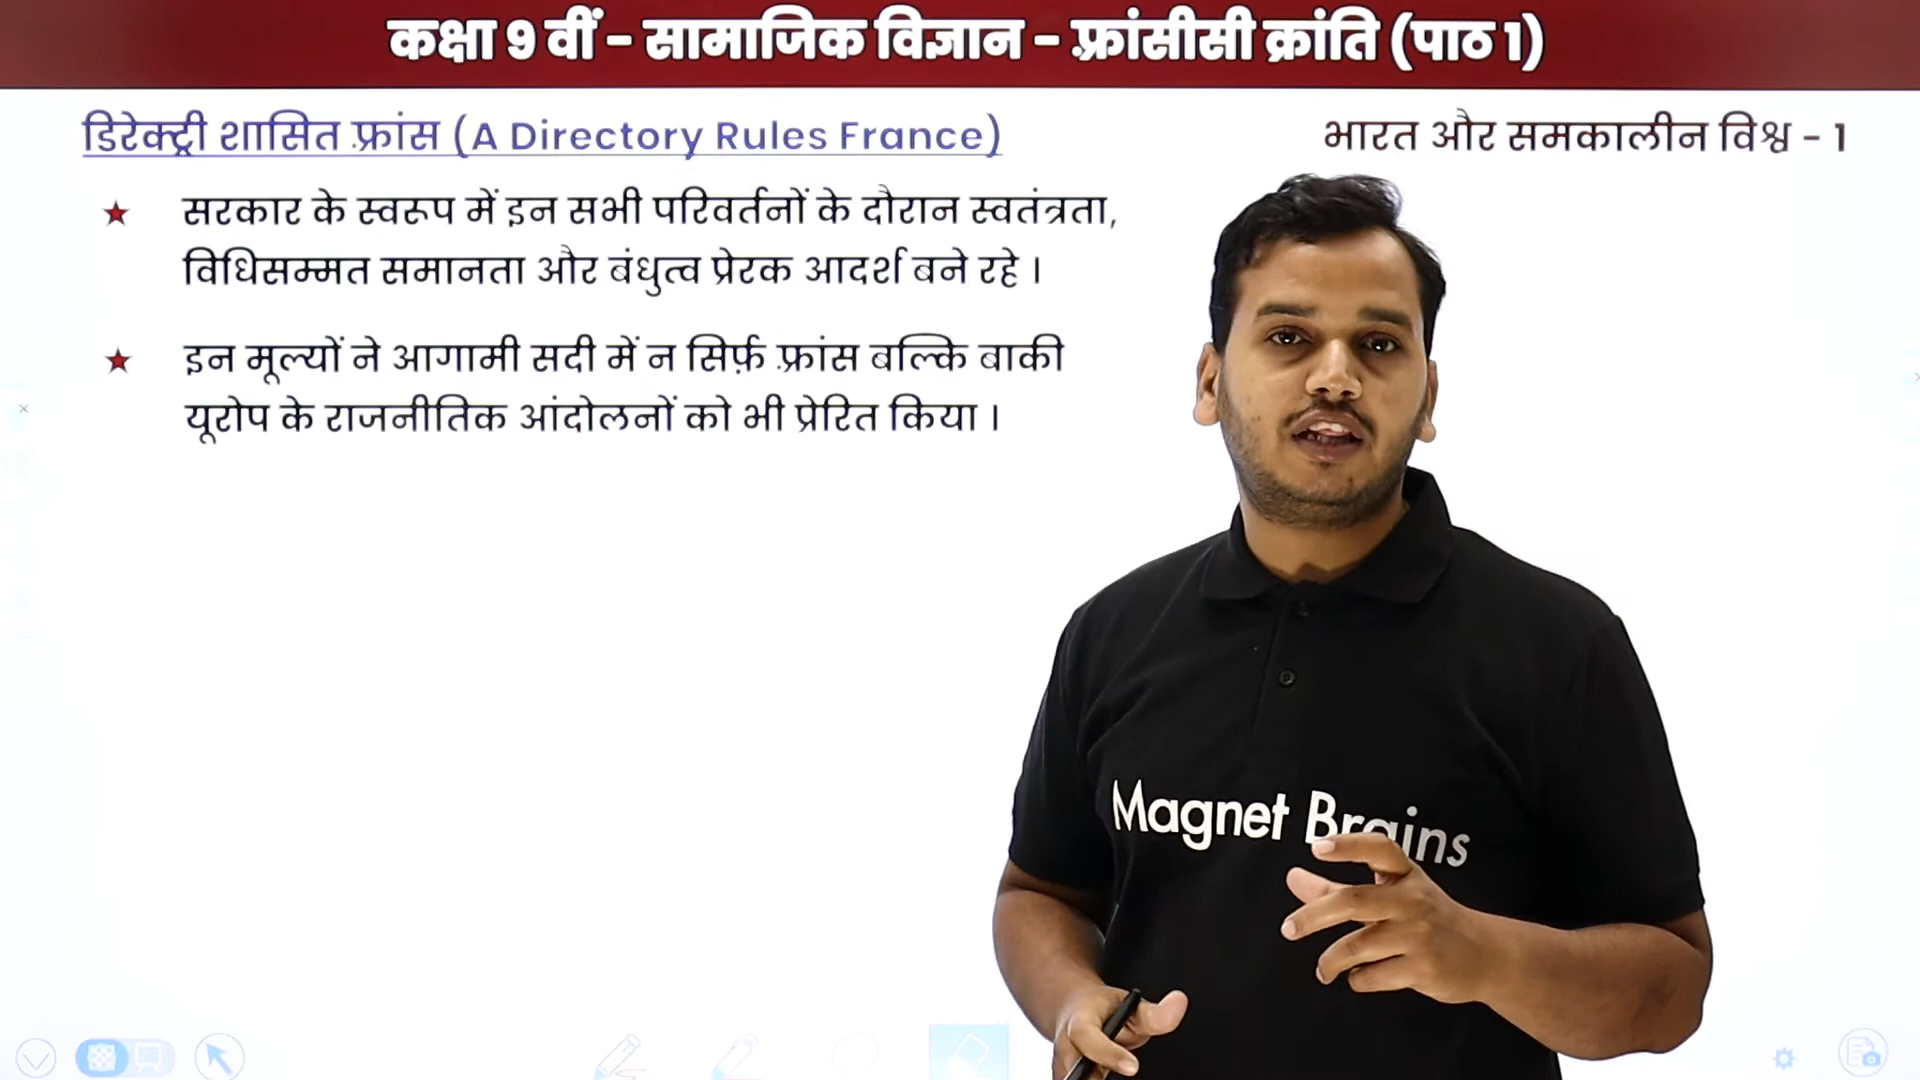 कक्षा 9 वीं - सामाजिक विज्ञान - फ़्रांसीसी क्रांति (पाठ 1)
डिरेक्ट्री शासित फ़्रांस (A Directory Rules France)
भारत और समकालीन विश्व - 1
★ सरकार के स्वरूप में इन सभी परिवर्तनों के दौरान स्वतंत्रता,
विधिसम्मत समानता और बंधुत्व प्रेरक आदर्श बने रहे ।
★ इन मूल्यों ने आगामी सदी में न सिर्फ़ फ़्रांस बल्कि बाकी
यूरोप के राजनीतिक आंदोलनों को भी प्रेरित किया ।
Magnet Brains